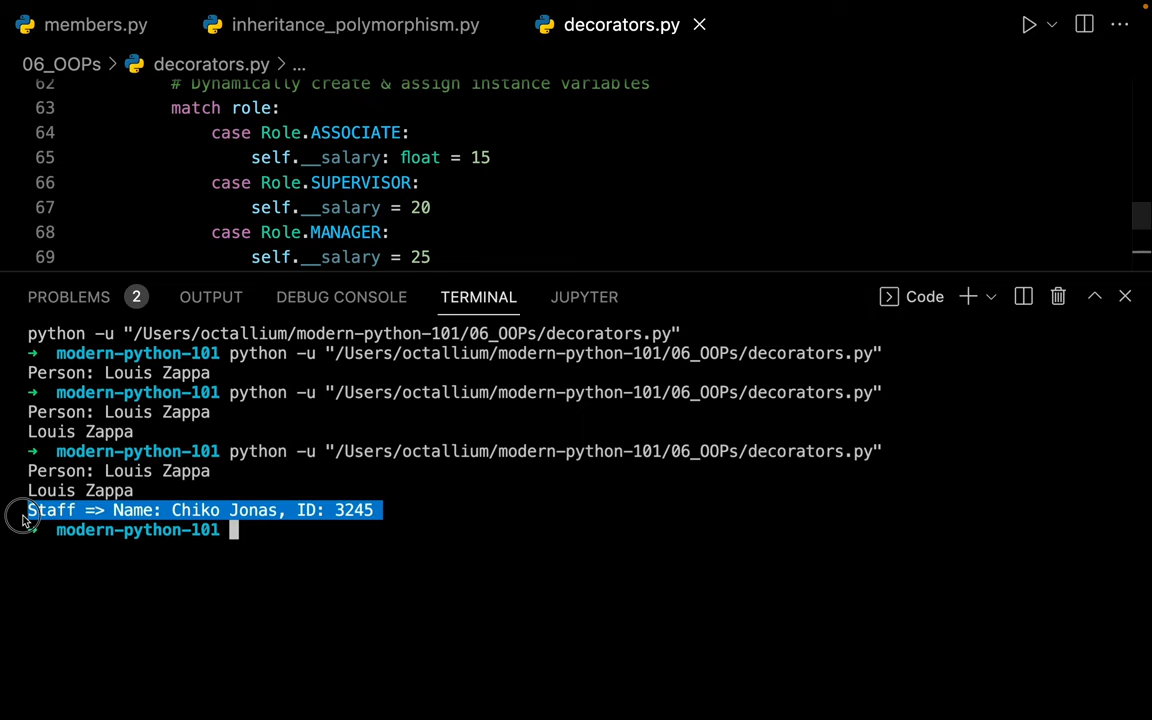 members.py
inheritance_polymorphism.py
decorators.py
06_OOPs > decorators.py > ...
62 # Dynamically create & assign instance variables
63 match role:
64 case Role.ASSOCIATE:
65 self.__salary: float = 15
66 case Role.SUPERVISOR:
67 self.__salary = 20
68 case Role.MANAGER:
69 self.__salary = 25
PROBLEMS 2 OUTPUT DEBUG CONSOLE TERMINAL JUPYTER Code
python -u "/Users/octallium/modern-python-101/06_OOPs/decorators.py"
→ modern-python-101 python -u "/Users/octallium/modern-python-101/06_OOPs/decorators.py"
Person: Louis Zappa
→ modern-python-101 python -u "/Users/octallium/modern-python-101/06_OOPs/decorators.py"
Person: Louis Zappa
Louis Zappa
→ modern-python-101 python -u "/Users/octallium/modern-python-101/06_OOPs/decorators.py"
Person: Louis Zappa
Louis Zappa
Staff => Name: Chiko Jonas, ID: 3245
→ modern-python-101